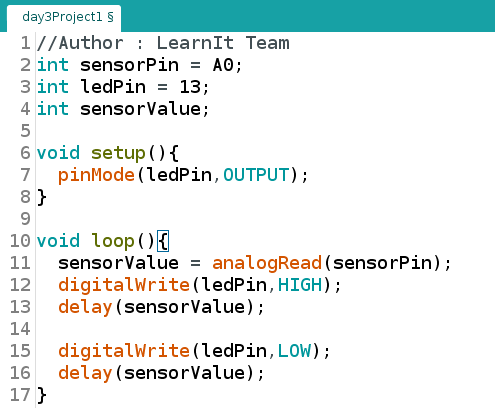 day3Project1 §
1 //Author : LearnIt Team
2 int sensorPin = A0;
3 int ledPin = 13;
4 int sensorValue;
5
6 void setup(){
7   pinMode(ledPin,OUTPUT);
8 }
9
10 void loop(){
11   sensorValue = analogRead(sensorPin);
12   digitalWrite(ledPin,HIGH);
13   delay(sensorValue);
14
15   digitalWrite(ledPin,LOW);
16   delay(sensorValue);
17 }